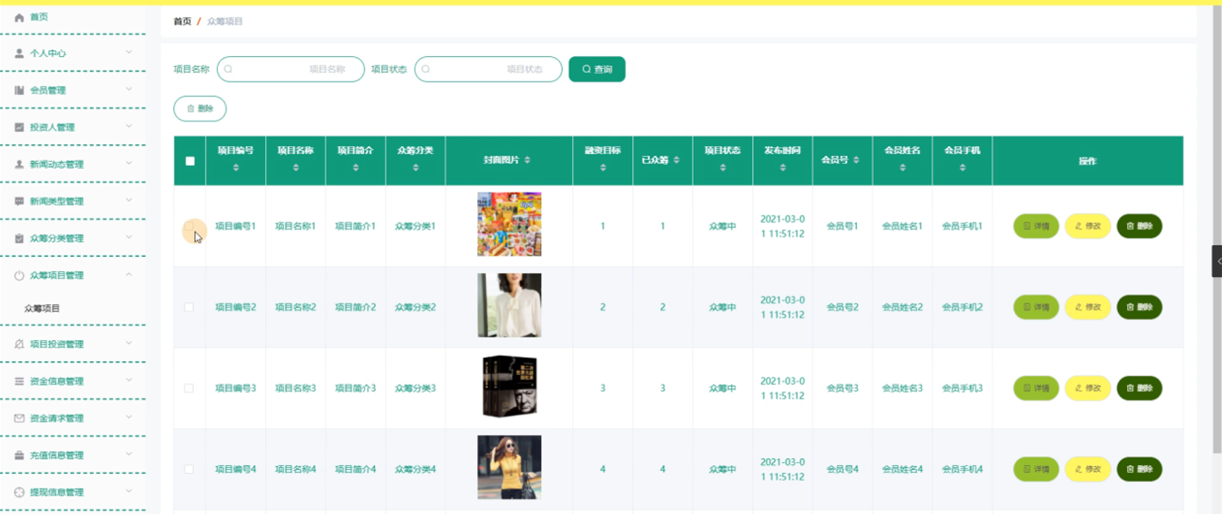 首页
个人中心
会员管理
投资人管理
新闻动态管理
新闻类型管理
众筹分类管理
众筹项目管理
众筹项目
项目投资管理
资金信息管理
资金请求管理
充值信息管理
提现信息管理
首页 / 众筹项目
项目名称 项目名称 项目状态 项目状态 查询
删除
项目编号 项目名称 项目简介 众筹分类 封面图片 融资目标 已众筹 项目状态 发布时间 会员号 会员姓名 会员手机 操作
项目编号1 项目名称1 项目简介1 众筹分类1 1 1 众筹中 2021-03-0 会员号1 会员姓名1 会员手机1 详情 修改 删除
1 11:51:12
项目编号2 项目名称2 项目简介2 众筹分类2 2 2 众筹中 2021-03-0 会员号2 会员姓名2 会员手机2 详情 修改 删除
1 11:51:12
项目编号3 项目名称3 项目简介3 众筹分类3 3 3 众筹中 2021-03-0 会员号3 会员姓名3 会员手机3 详情 修改 删除
1 11:51:12
项目编号4 项目名称4 项目简介4 众筹分类4 4 4 众筹中 2021-03-0 会员号4 会员姓名4 会员手机4 详情 修改 删除
1 11:51:12